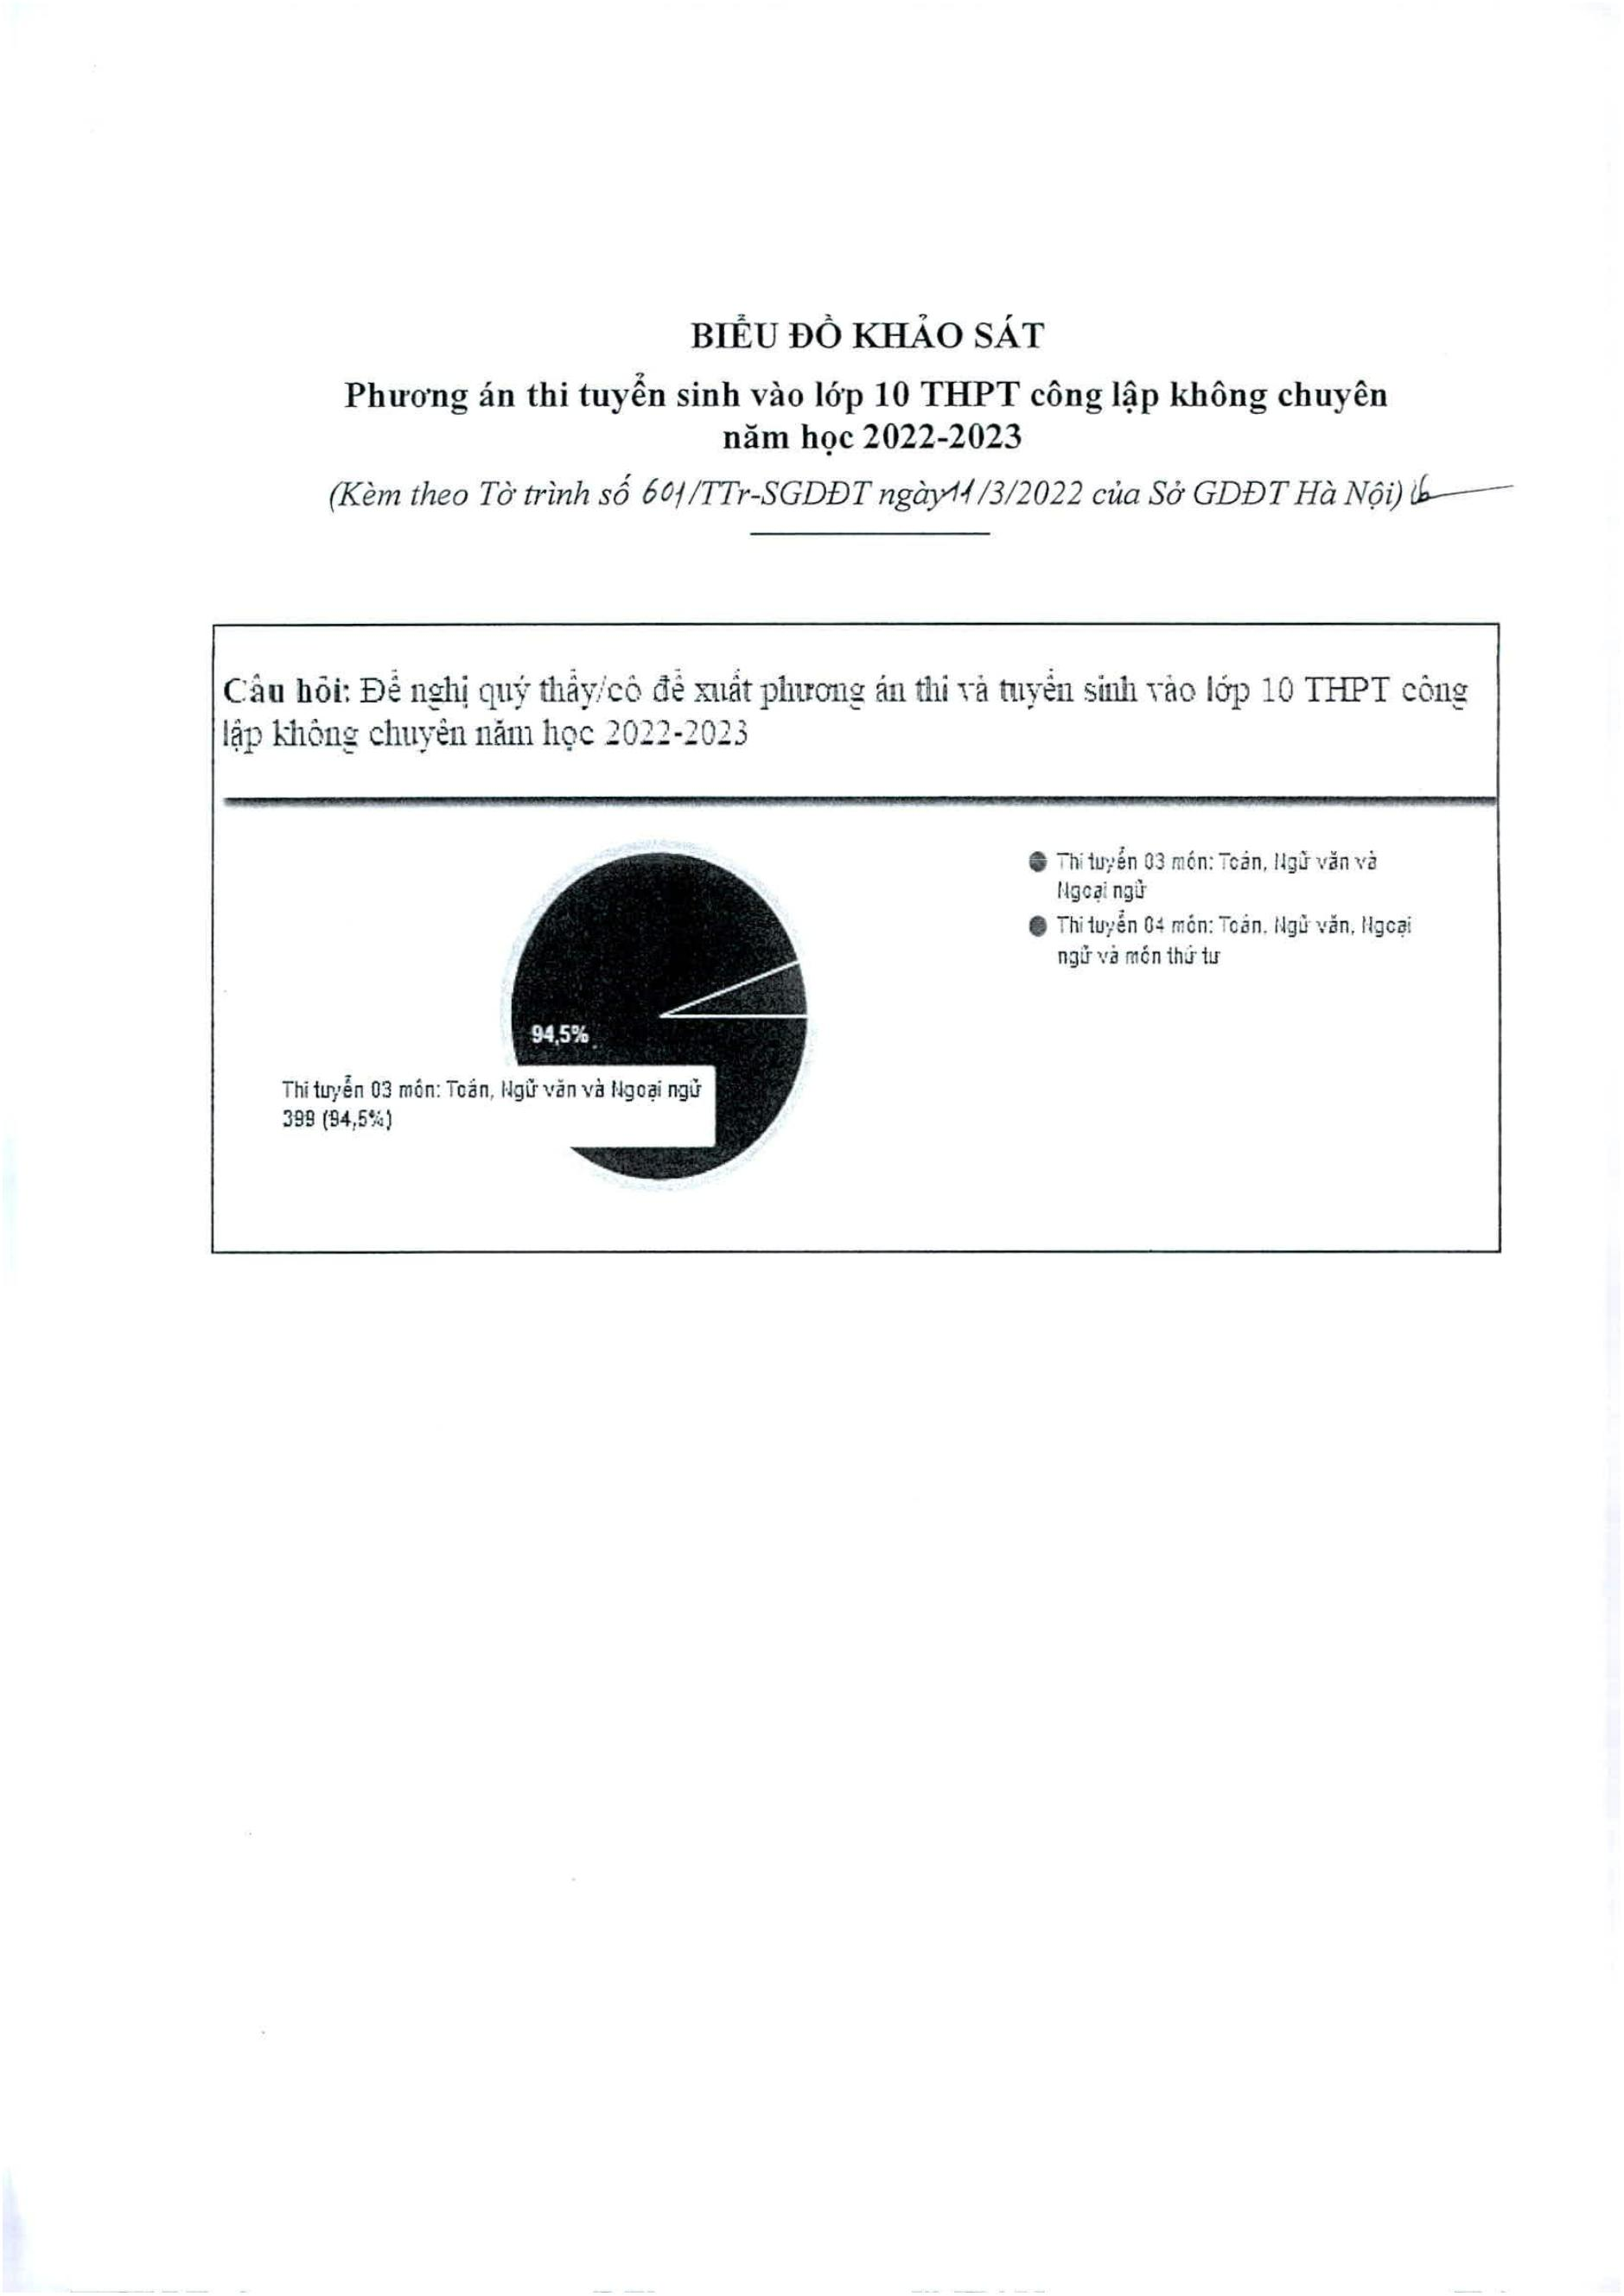 BIỂU ĐỒ KHẢO SÁT
Phương án thi tuyển sinh vào lớp 10 THPT công lập không chuyên
năm học 2022-2023
(Kèm theo Tờ trình số 601/TTr-SGDĐT ngày 11/3/2022 của Sở GDĐT Hà Nội)
Câu hỏi: Đề nghị quý thầy/cô đề xuất phương án thi và tuyển sinh vào lớp 10 THPT công
lập không chuyên năm học 2022-2023
Thi tuyển 03 môn: Toán, Ngữ văn và
Ngoại ngữ
Thi tuyển 04 môn: Toán, Ngữ văn, Ngoại
ngữ và môn thứ tư
94,5%
Thi tuyển 03 môn: Toán, Ngữ văn và Ngoại ngữ
399 (94,5%)